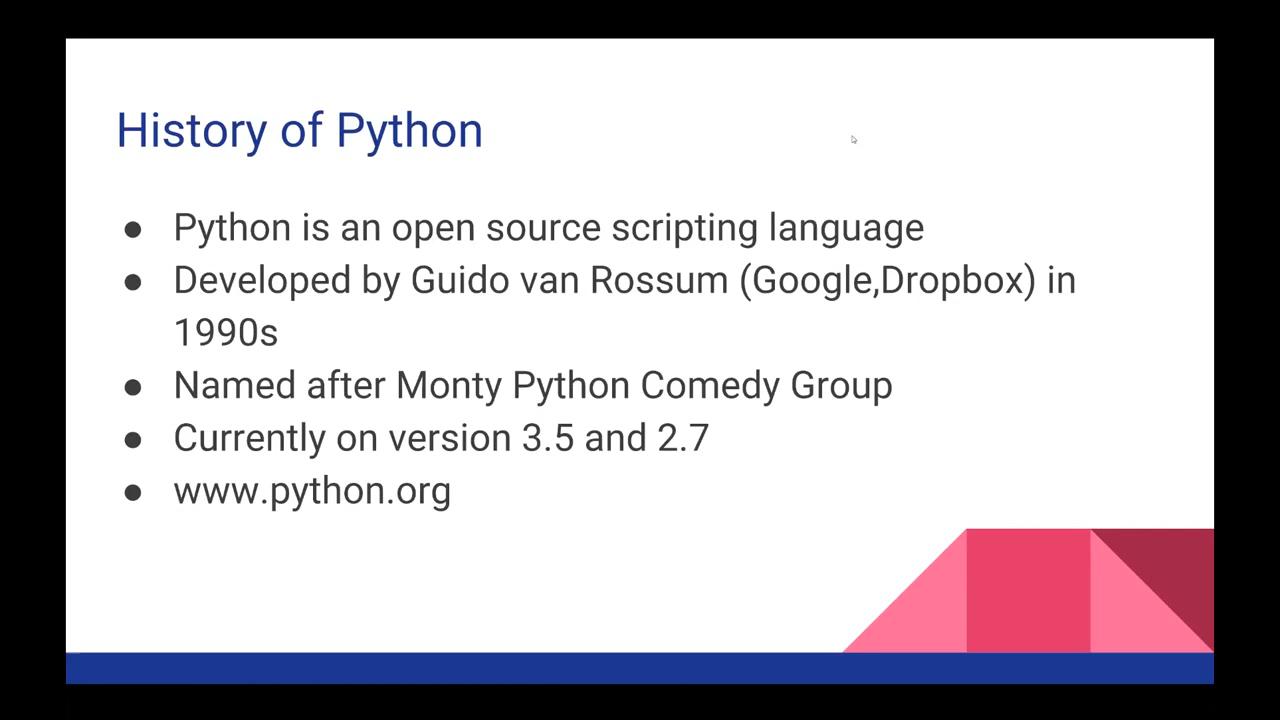 History of Python
● Python is an open source scripting language
● Developed by Guido van Rossum (Google,Dropbox) in
1990s
● Named after Monty Python Comedy Group
● Currently on version 3.5 and 2.7
● www.python.org